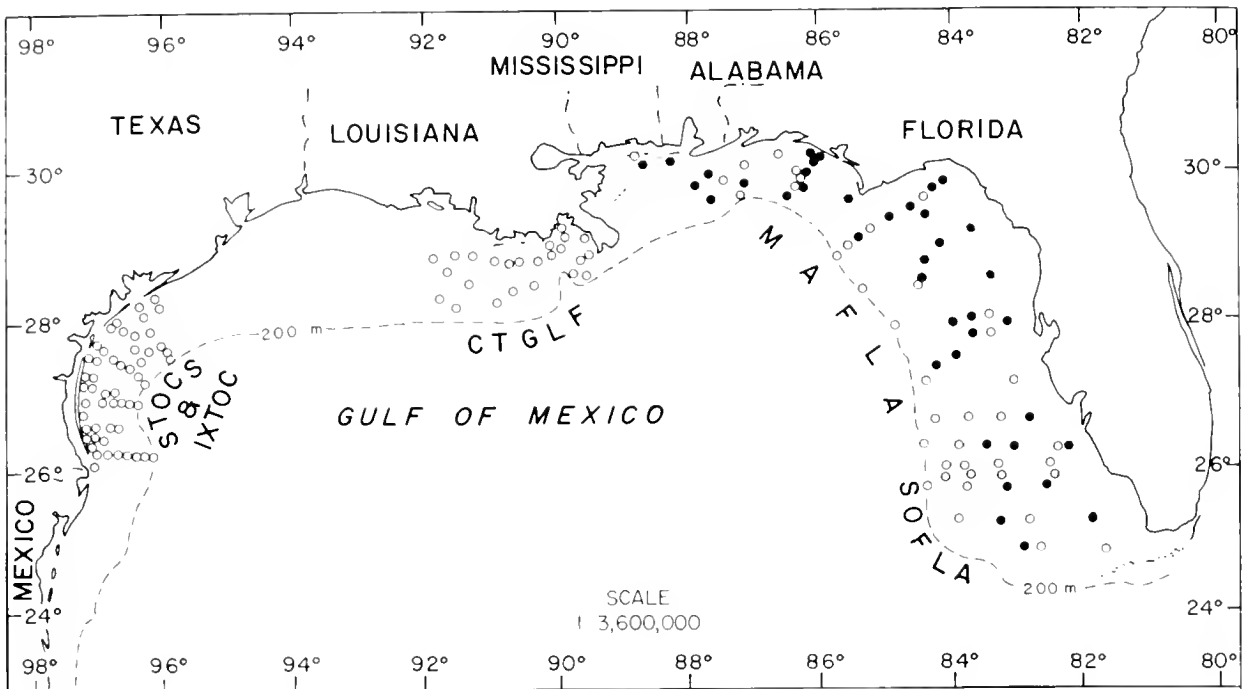 98° 96° 94° 92° 90° 88° 86° 84° 82° 80°
MISSISSIPPI ALABAMA
TEXAS LOUISIANA FLORIDA
30° 30°
MAFLA
28° 200 m CTGLF 28°
STOCS
&
IXTOC
GULF OF MEXICO
26° 26°
SOFLA
MEXICO
200 m
SCALE
1 3,600,000
24° 24°
98° 96° 94° 92° 90° 88° 86° 84° 82° 80°